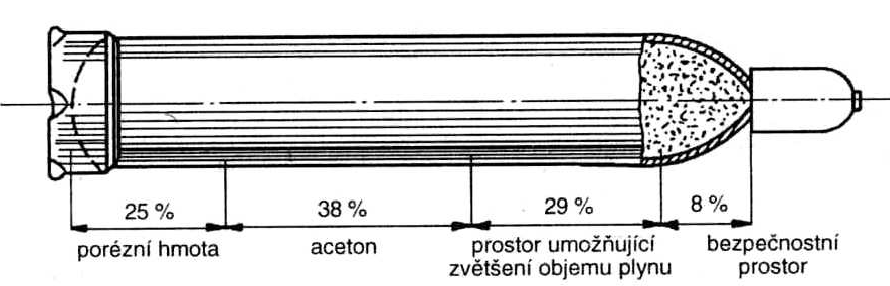 25 %
38 %
29 %
8 %
porézní hmota
aceton
prostor umožňující
zvětšení objemu plynu
bezpečnostní
prostor